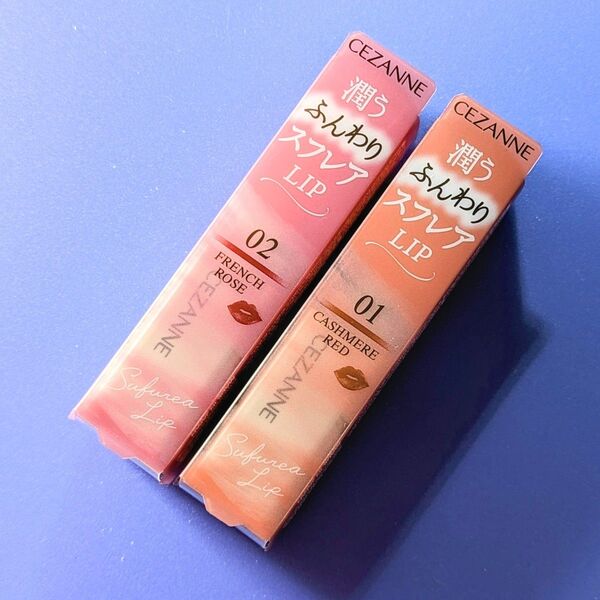 CEZANNE
潤う
ふんわり
スフレア
LIP
02
FRENCH
ROSE
CEZANNE
Sufurea
Lip
CEZANNE
潤う
ふんわり
スフレア
LIP
01
CASHMERE
RED
CEZANNE
Sufurea
Lip